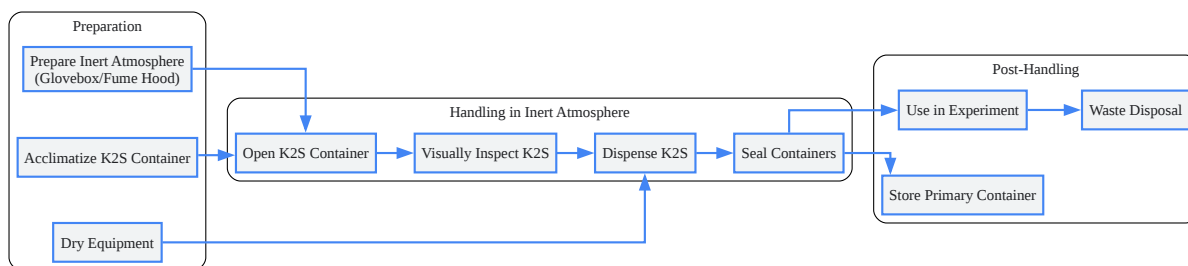 Preparation
Prepare Inert Atmosphere
(Glovebox/Fume Hood)
Acclimatize K2S Container
Dry Equipment
Handling in Inert Atmosphere
Open K2S Container
Visually Inspect K2S
Dispense K2S
Seal Containers
Post-Handling
Use in Experiment
Waste Disposal
Store Primary Container